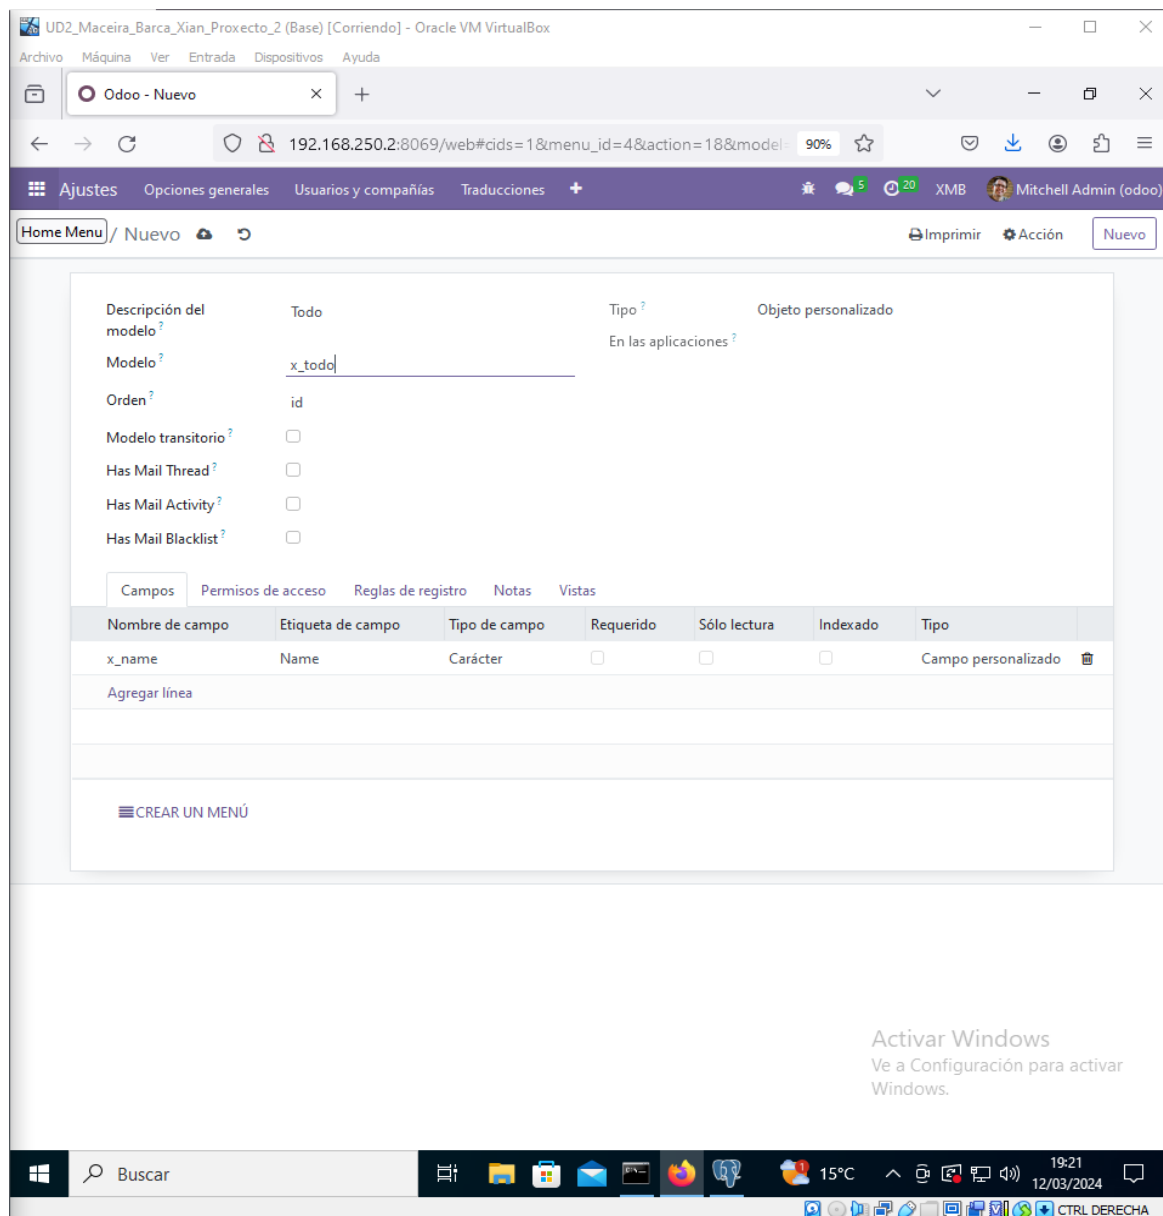 UD2_Maceira_Barca_Xian_Proxecto_2 (Base) [Corriendo] - Oracle VM VirtualBox
Archivo Máquina Ver Entrada Dispositivos Ayuda
Odoo - Nuevo
192.168.250.2:8069/web#cids=1&menu_id=4&action=18&model= 90%
Ajustes Opciones generales Usuarios y compañías Traducciones + 5 20 XMB Mitchell Admin (odoo)
Home Menu / Nuevo Imprimir Acción Nuevo
Descripción del modelo ? Todo Tipo ? Objeto personalizado
En las aplicaciones ?
Modelo ? x_todo
Orden ? id
Modelo transitorio ?
Has Mail Thread ?
Has Mail Activity ?
Has Mail Blacklist ?
Campos Permisos de acceso Reglas de registro Notas Vistas
Nombre de campo Etiqueta de campo Tipo de campo Requerido Sólo lectura Indexado Tipo
x_name Name Carácter Campo personalizado
Agregar línea
CREAR UN MENÚ
Activar Windows
Ve a Configuración para activar
Windows.
Buscar 1 15°C 19:21
12/03/2024
CTRL DERECHA